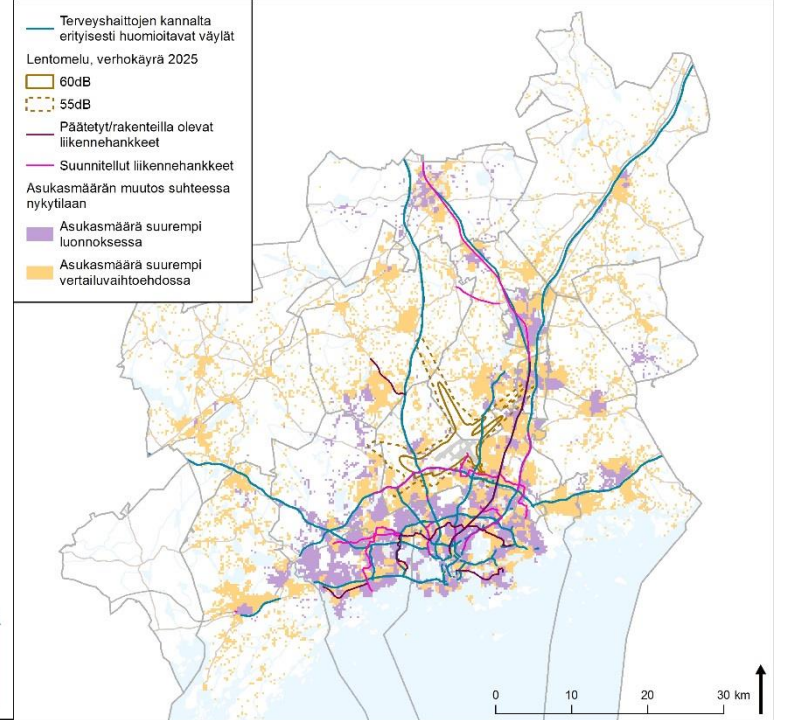 Terveyshaittojen kannalta
erityisesti huomioitavat väylät
Lentomelu, verhokäyrä 2025
60dB
55dB
Päätetyt/rakenteilla olevat
liikennehankkeet
Suunnitellut liikennehankkeet
Asukasmäärän muutos suhteessa
nykytilaan
Asukasmäärä suurempi
luonnoksessa
Asukasmäärä suurempi
vertailuvaihtoehdossa
0 10 20 30 km